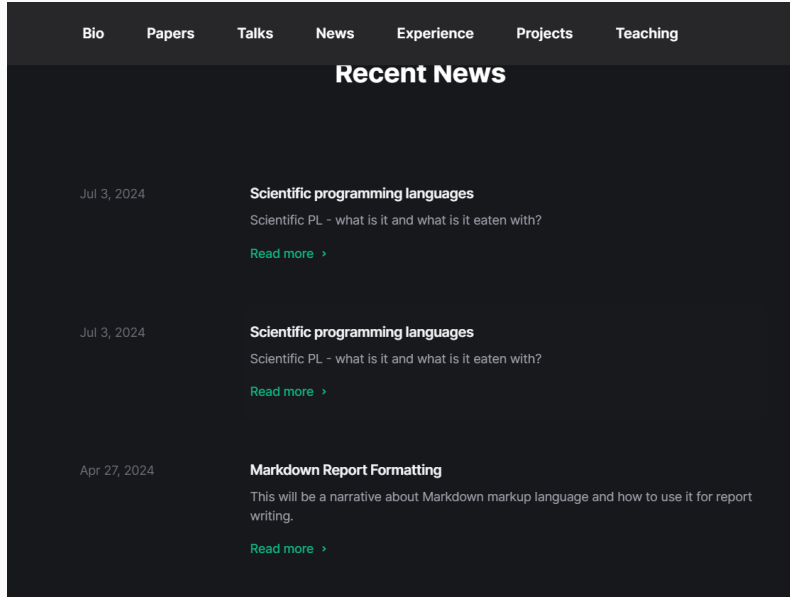 Bio Papers Talks News Experience Projects Teaching
Recent News
Jul 3, 2024
Scientific programming languages
Scientific PL - what is it and what is it eaten with?
Read more ›
Jul 3, 2024
Scientific programming languages
Scientific PL - what is it and what is it eaten with?
Read more ›
Apr 27, 2024
Markdown Report Formatting
This will be a narrative about Markdown markup language and how to use it for report
writing.
Read more ›